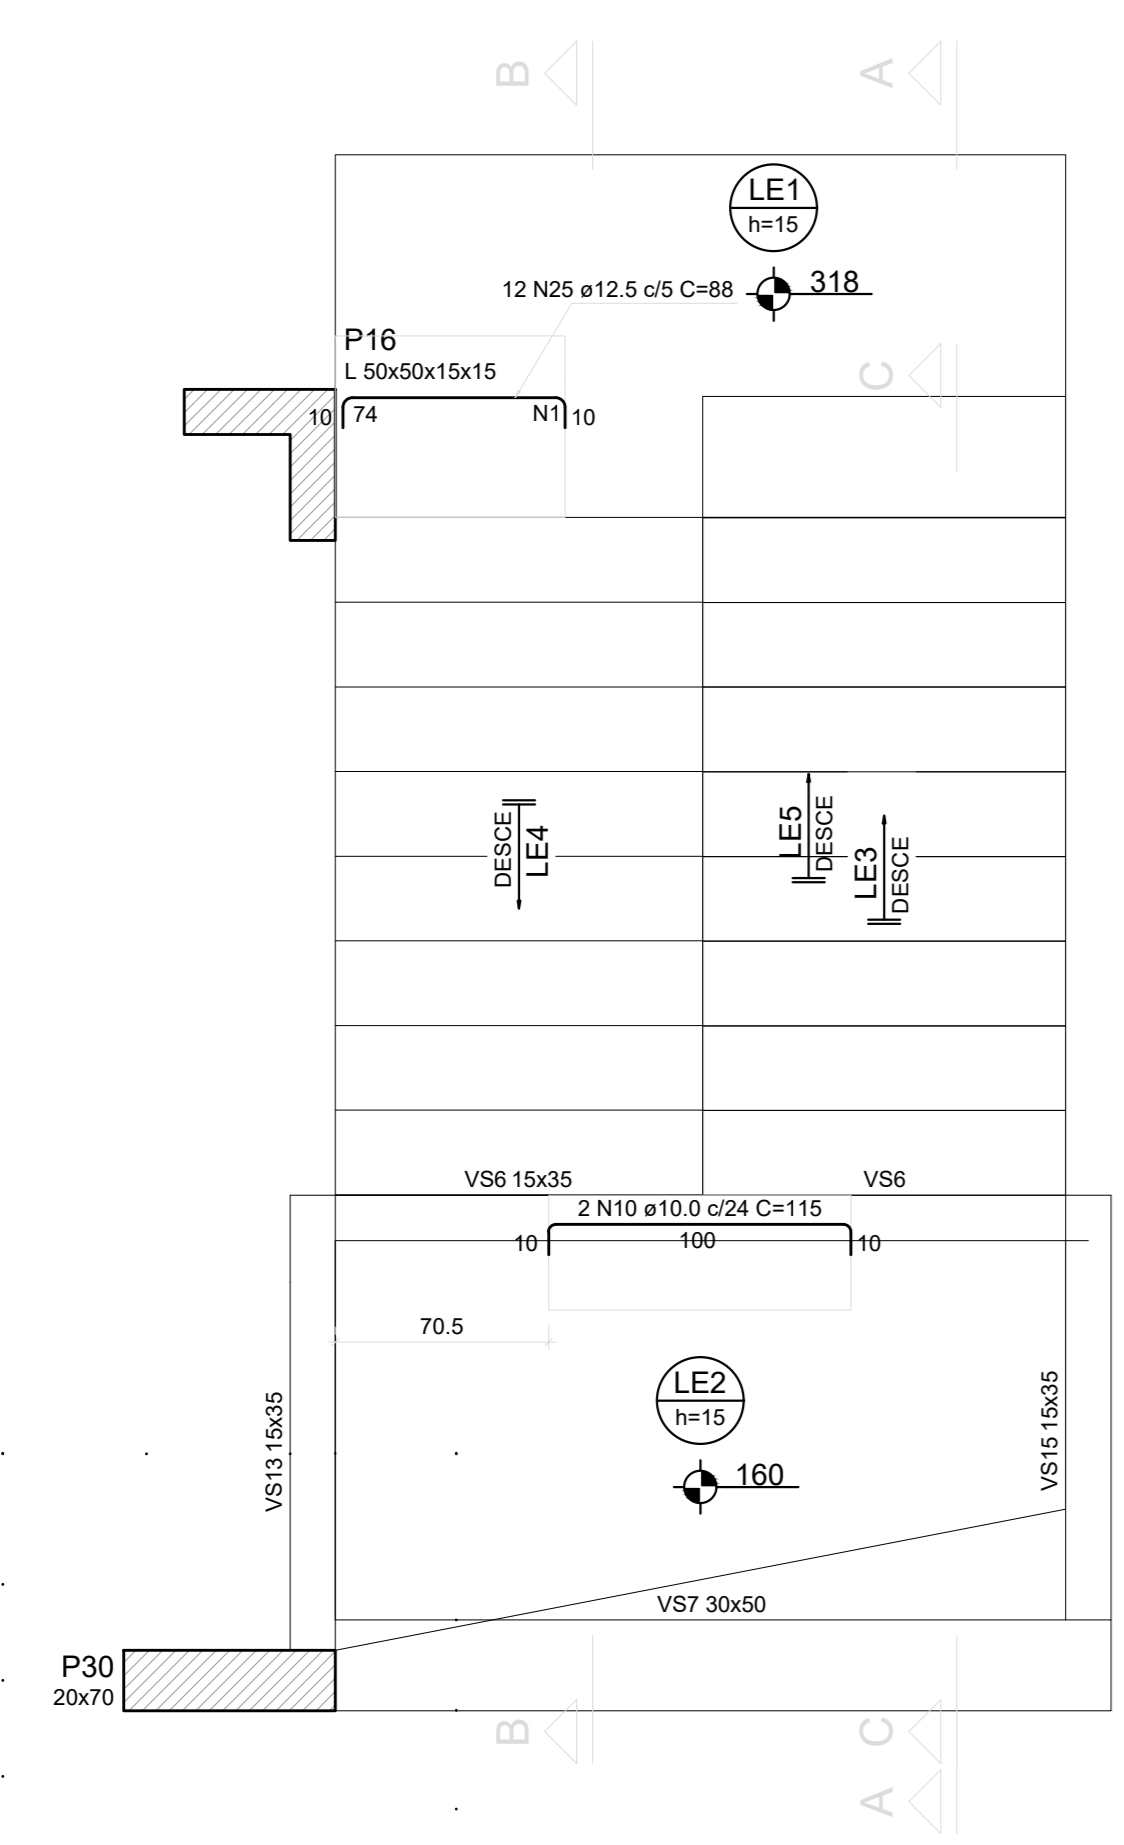 B
A
LE1
h=15
318
12 N25 ø12.5 c/5 C=88
P16
L 50x50x15x15
C
10
74
N1
10
DESCE
LE4
LE5
DESCE
LE3
DESCE
VS6 15x35
VS6
2 N10 ø10.0 c/24 C=115
10
100
10
70.5
LE2
h=15
VS13 15x35
VS15 15x35
160
VS7 30x50
P30
20x70
B
C
A